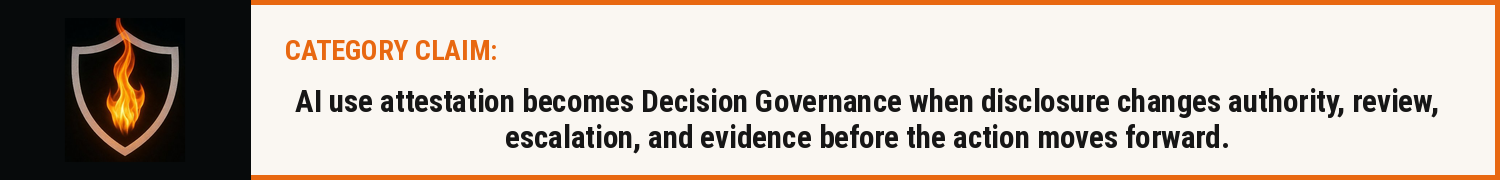 CATEGORY CLAIM:
AI use attestation becomes Decision Governance when disclosure changes authority, review,
escalation, and evidence before the action moves forward.